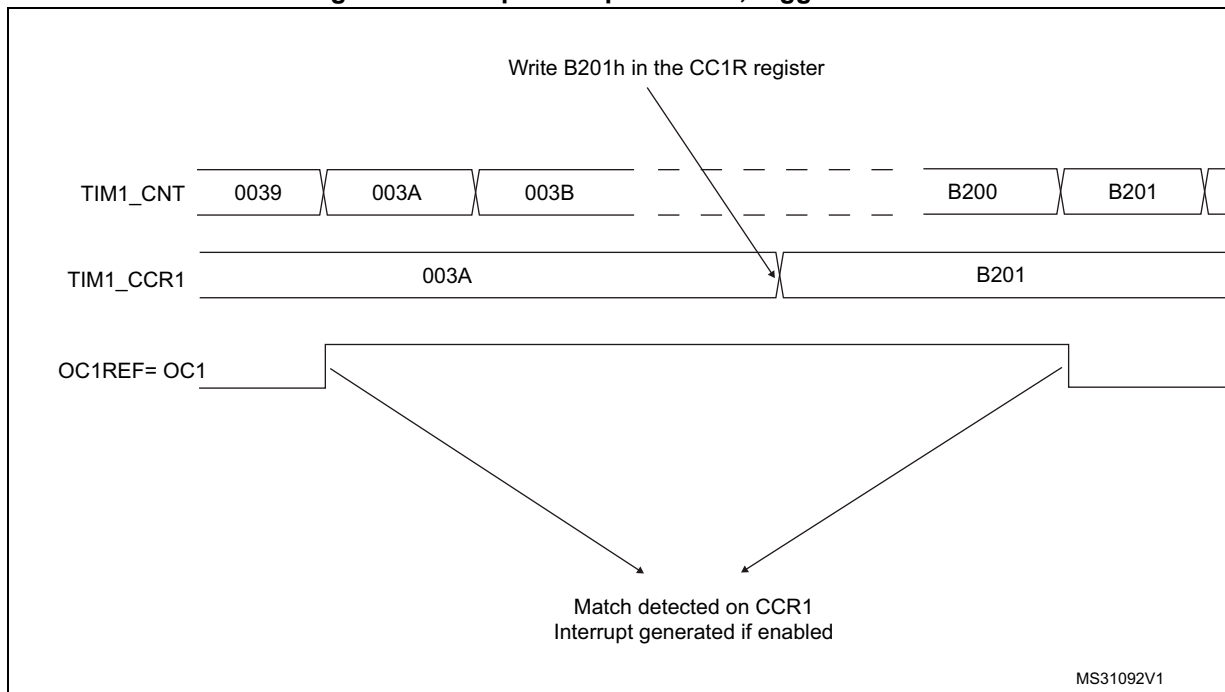 Write B201h in the CC1R register
TIM1_CNT 0039 003A 003B B200 B201
TIM1_CCR1 003A B201
OC1REF= OC1
Match detected on CCR1
Interrupt generated if enabled
MS31092V1